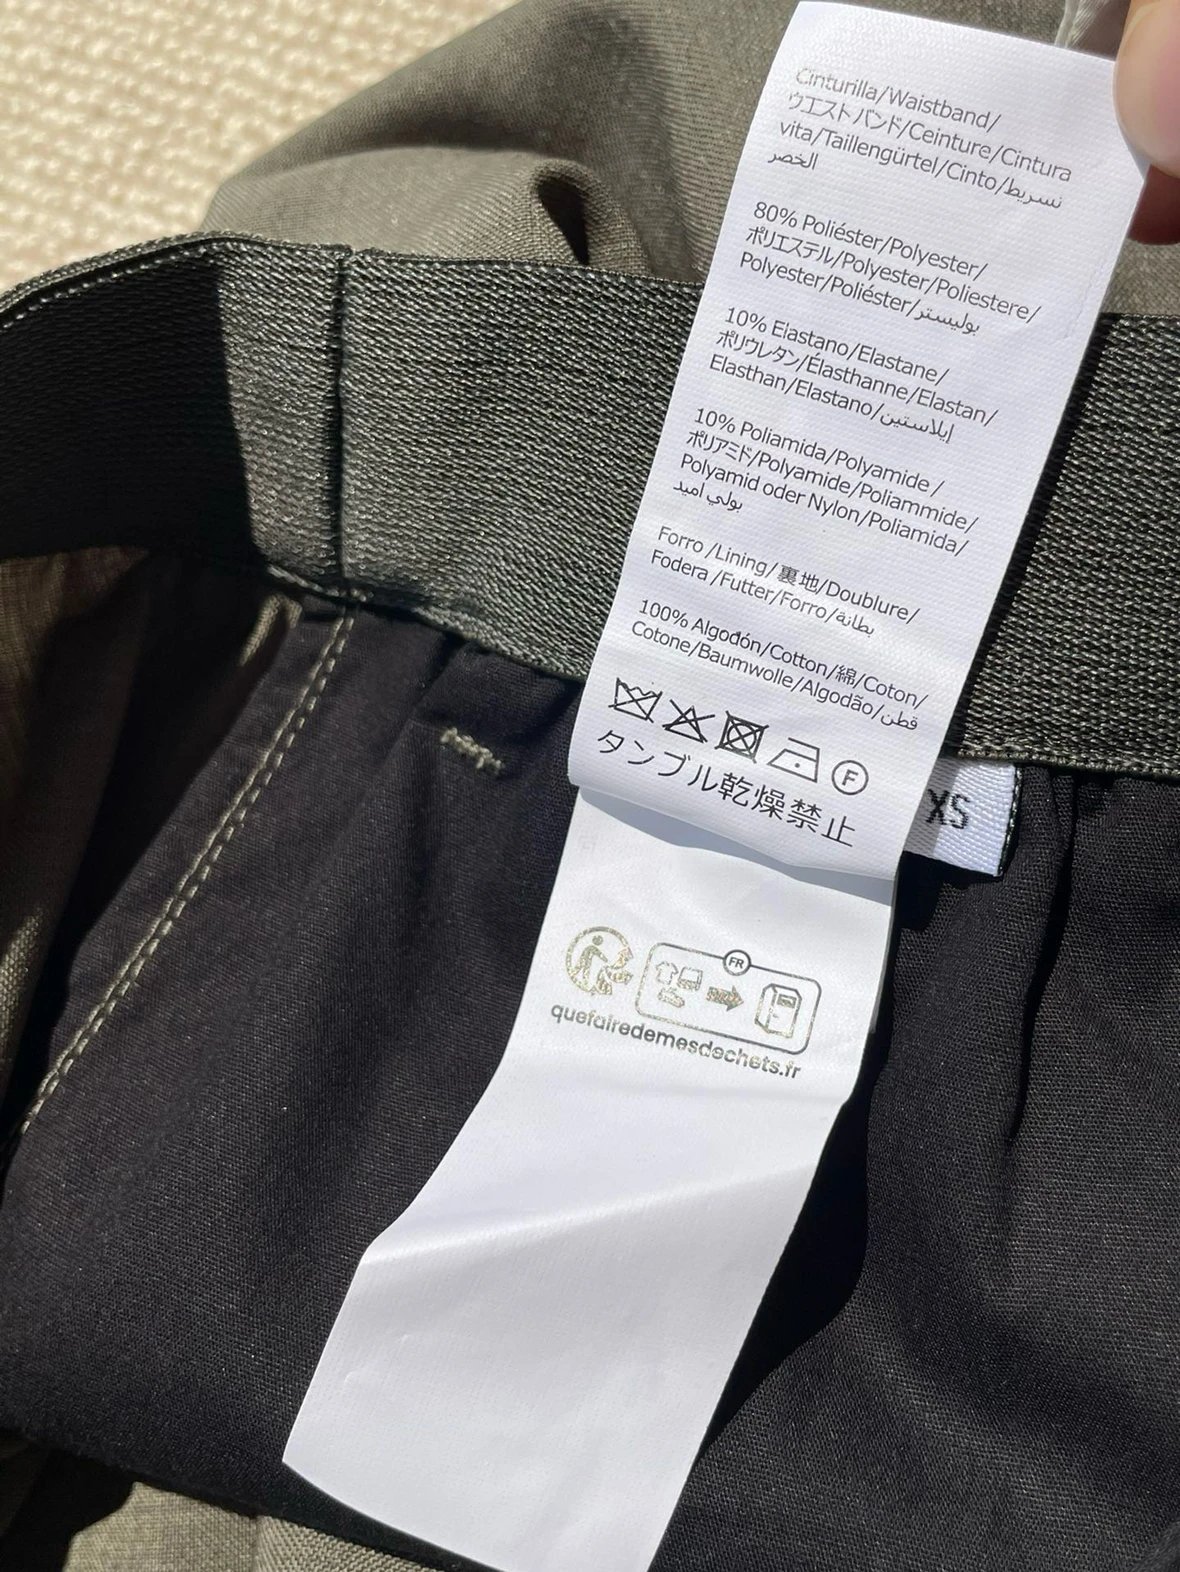 Cinturilla/Waistband/
ウエストバンド/Ceinture/Cintura
vita/Taillengürtel/Cinto/نسريط
الخصر
80% Poliéster/Polyester/
ポリエステル/Polyester/Poliestere/
Polyester/Poliéster/بوليستر
10% Elastano/Elastane/
ポリウレタン/Élasthanne/Elastan/
Elasthan/Elastano/إيلاستين
10% Poliamida/Polyamide/
ポリアミド/Polyamide/Poliammide/
Polyamid oder Nylon/Poliamida/
بولي أميد
Forro/Lining/裏地/Doublure/
Fodera/Futter/Forro/بطانة
100% Algodón/Cotton/綿/Coton/
Cotone/Baumwolle/Algodão/قطن
F
タンブル乾燥禁止
XS
FR
quefairedemesdechets.fr